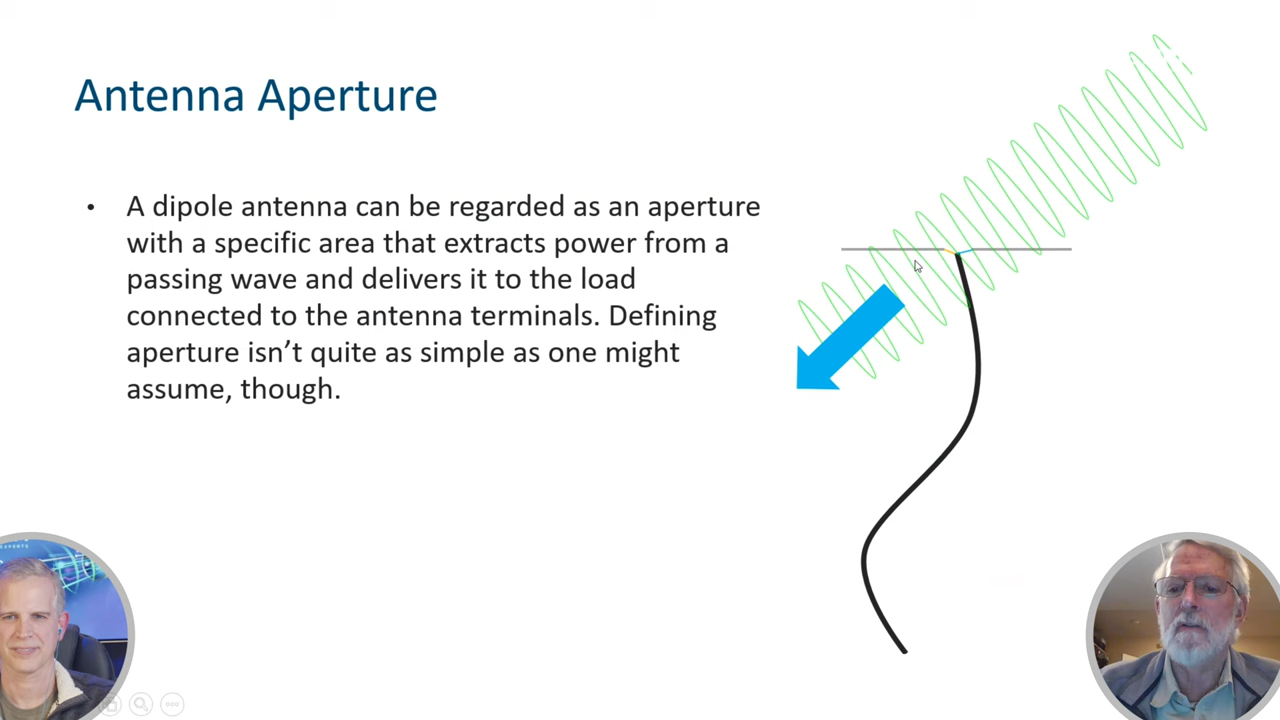 Antenna Aperture
• A dipole antenna can be regarded as an aperture
with a specific area that extracts power from a
passing wave and delivers it to the load
connected to the antenna terminals. Defining
aperture isn’t quite as simple as one might
assume, though.
EXPERTS